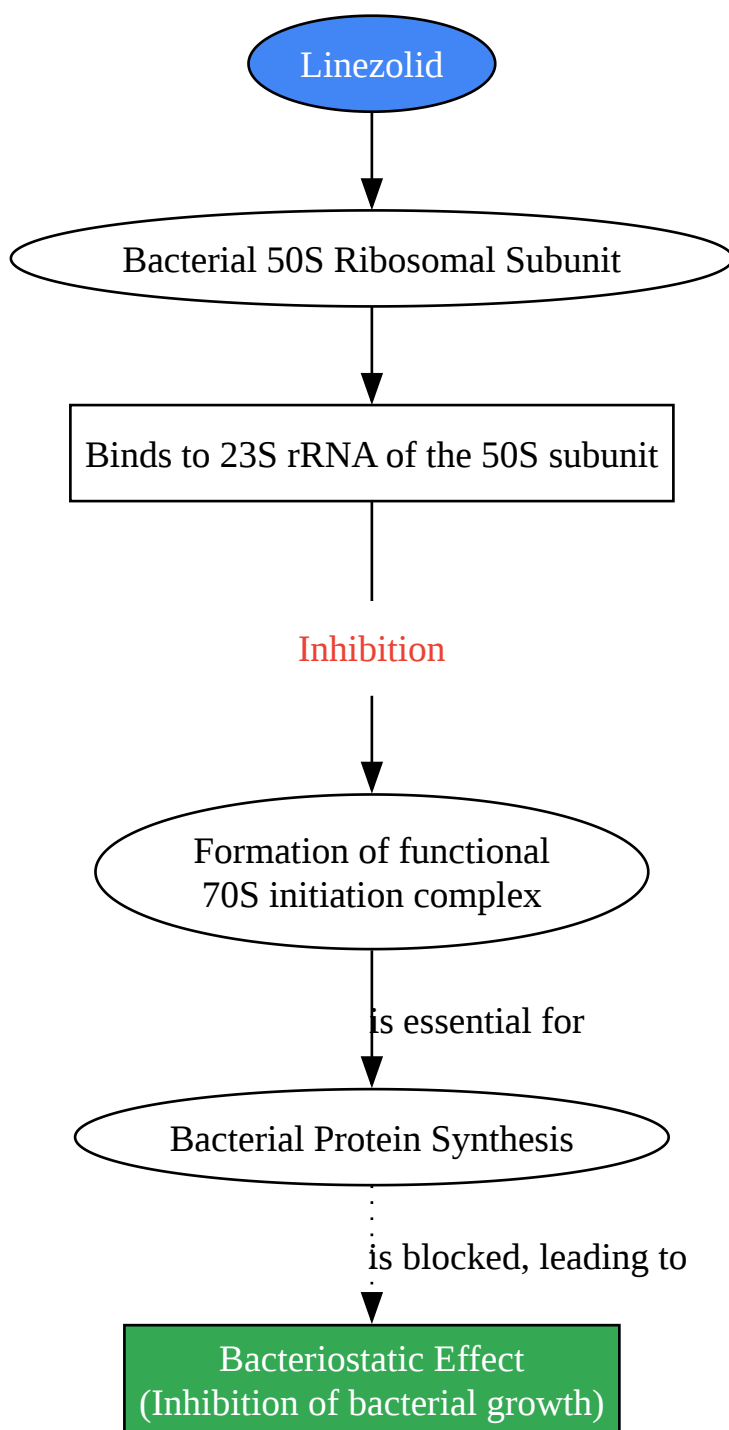 Linezolid
Bacterial 50S Ribosomal Subunit
Binds to 23S rRNA of the 50S subunit
Inhibition
Formation of functional
70S initiation complex
is essential for
Bacterial Protein Synthesis
is blocked, leading to
Bacteriostatic Effect
(Inhibition of bacterial growth)